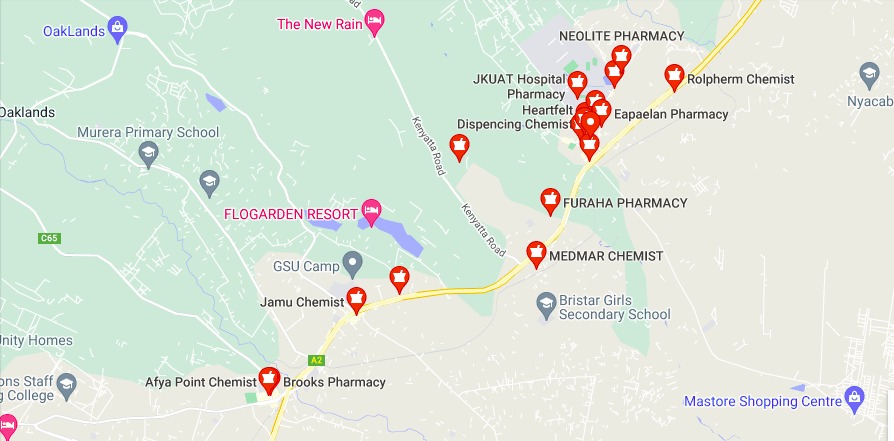 The New Rain
OakLands
NEOLITE PHARMACY
JKUAT Hospital
Pharmacy
Rolpherm Chemist
Nyacab
Oaklands
Heartfelt
Dispencing Chemist
Eapaelan Pharmacy
Murera Primary School
Kenyatta Road
FURAHA PHARMACY
FLOGARDEN RESORT
Kenyatta Road
C65
MEDMAR CHEMIST
GSU Camp
Jamu Chemist
Bristar Girls
Secondary School
Unity Homes
A2
ons Staff
g College
Afya Point Chemist
Brooks Pharmacy
Mastore Shopping Centre